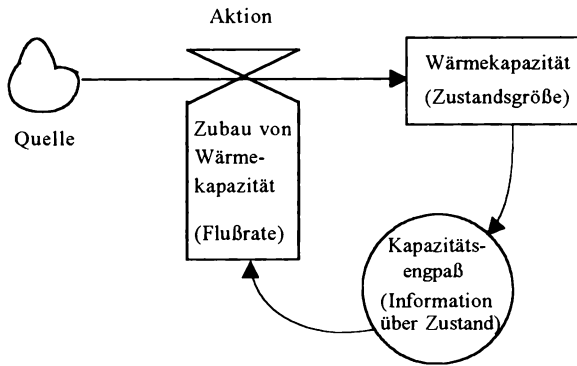 Aktion
Quelle
Zubau von
Wärme-
kapazität
(Flußrate)
Wärmekapazität
(Zustandsgröße)
Kapazitäts-
engpaß
(Information
über Zustand)